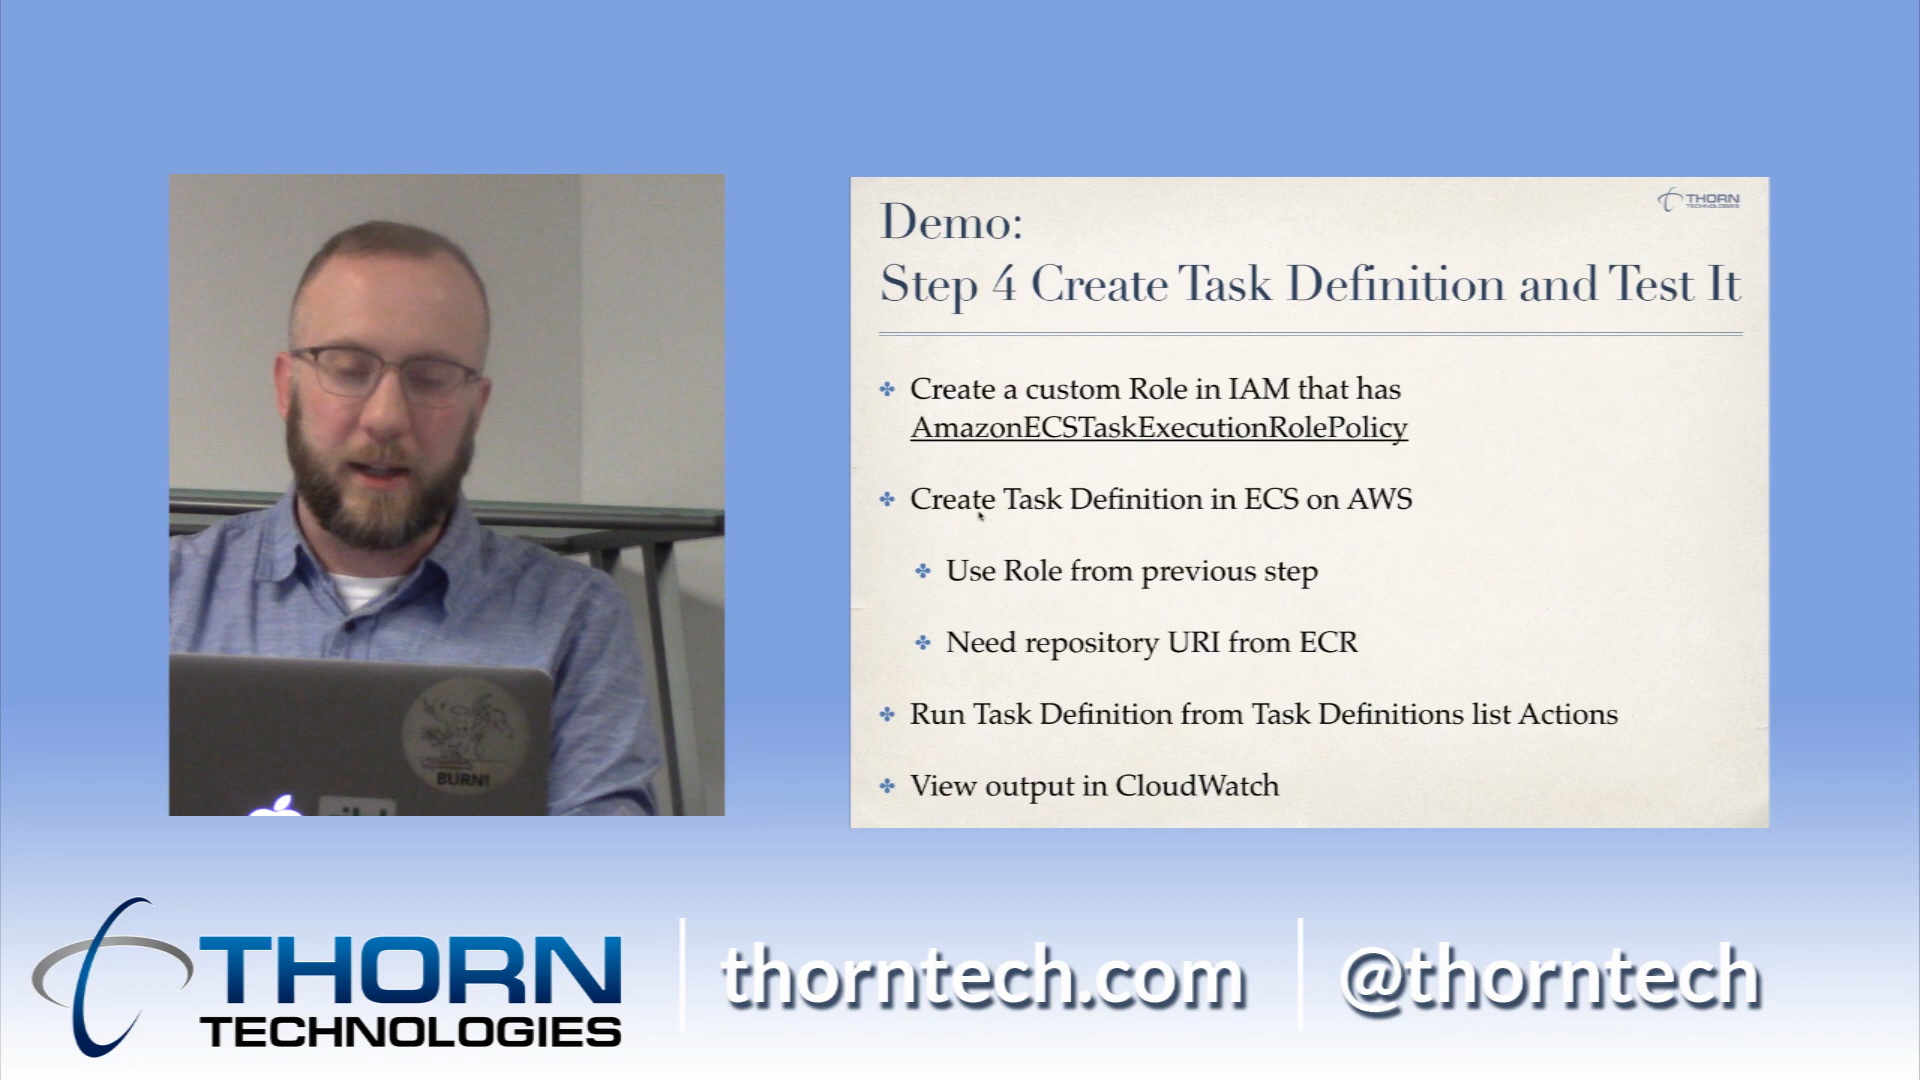 THORN
TECHNOLOGIES
Demo:
Step 4 Create Task Definition and Test It
Create a custom Role in IAM that has
AmazonECSTaskExecutionRolePolicy
Create Task Definition in ECS on AWS
Use Role from previous step
Need repository URI from ECR
Run Task Definition from Task Definitions list Actions
View output in CloudWatch
BURN!
THORN
TECHNOLOGIES
thorntech.com
@thorntech